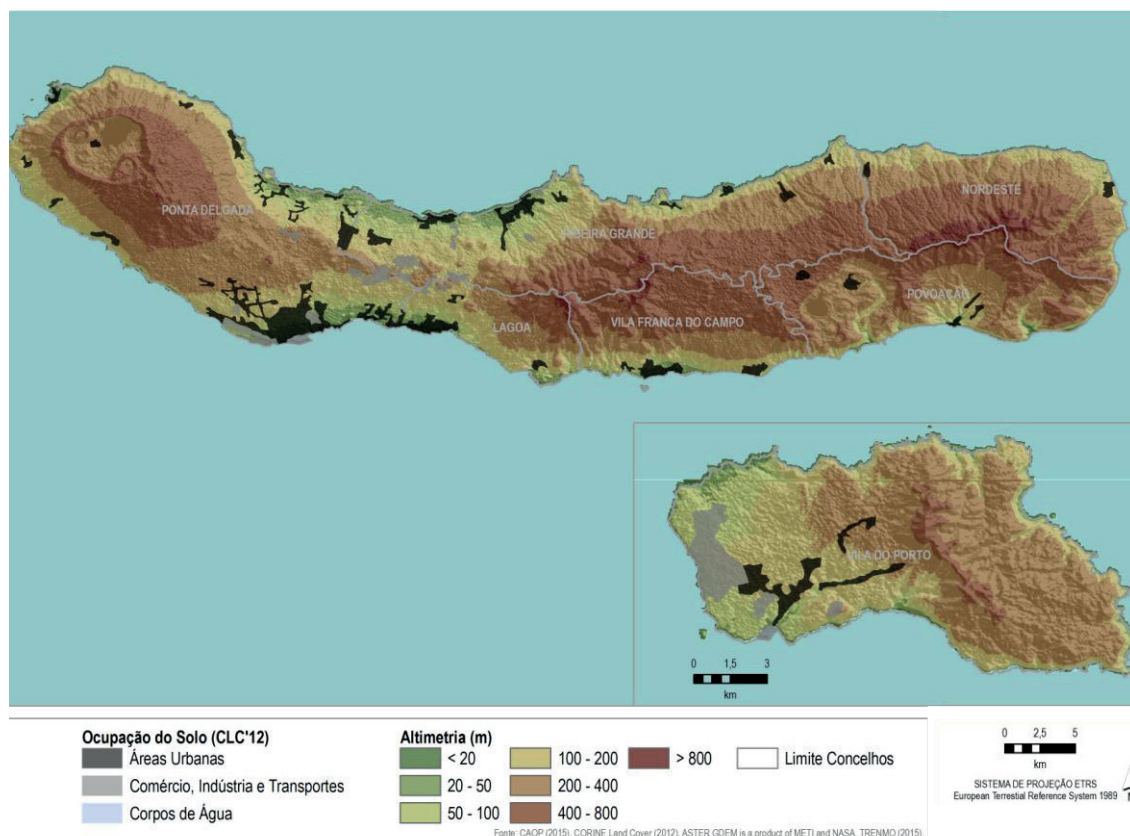 NORDESTE
PONTA DELGADA
RIBEIRA GRANDE
POVOAÇÃO
LAGOA
VILA FRANCA DO CAMPO
VILA DO PORTO
0 1,5 3
km
Ocupação do Solo (CLC'12)
Áreas Urbanas
Comércio, Indústria e Transportes
Corpos de Água
Altimetria (m)
< 20
20 - 50
50 - 100
100 - 200
200 - 400
400 - 800
> 800
Limite Concelhos
0 2,5 5
km
SISTEMA DE PROJEÇÃO ETRS
European Terrestial Reference System 1989
N
Fonte: CAOP (2015), CORINE Land Cover (2012), ASTER GDEM is a product of METI and NASA, TRENMO (2015).